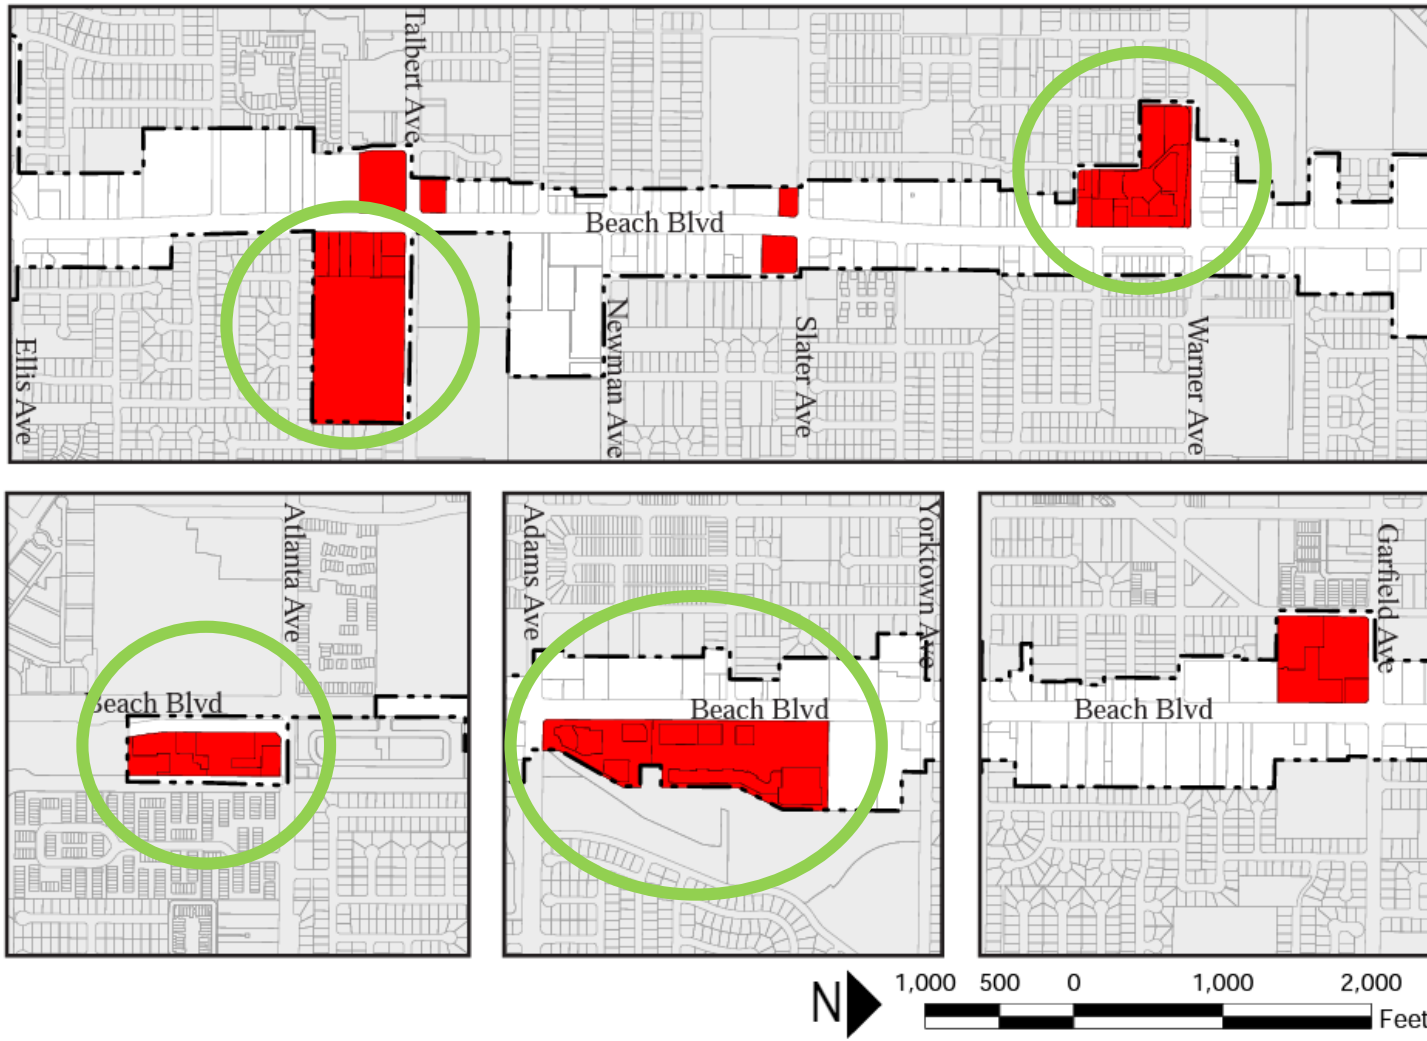 Talbert Ave
Beach Blvd
Ellis Ave
Newman Ave
Slater Ave
Warner Ave
Atlanta Ave
Beach Blvd
Adams Ave
Yorktown Ave
Beach Blvd
Garfield Ave
Beach Blvd
N
1,000 500 0 1,000 2,000
Feet